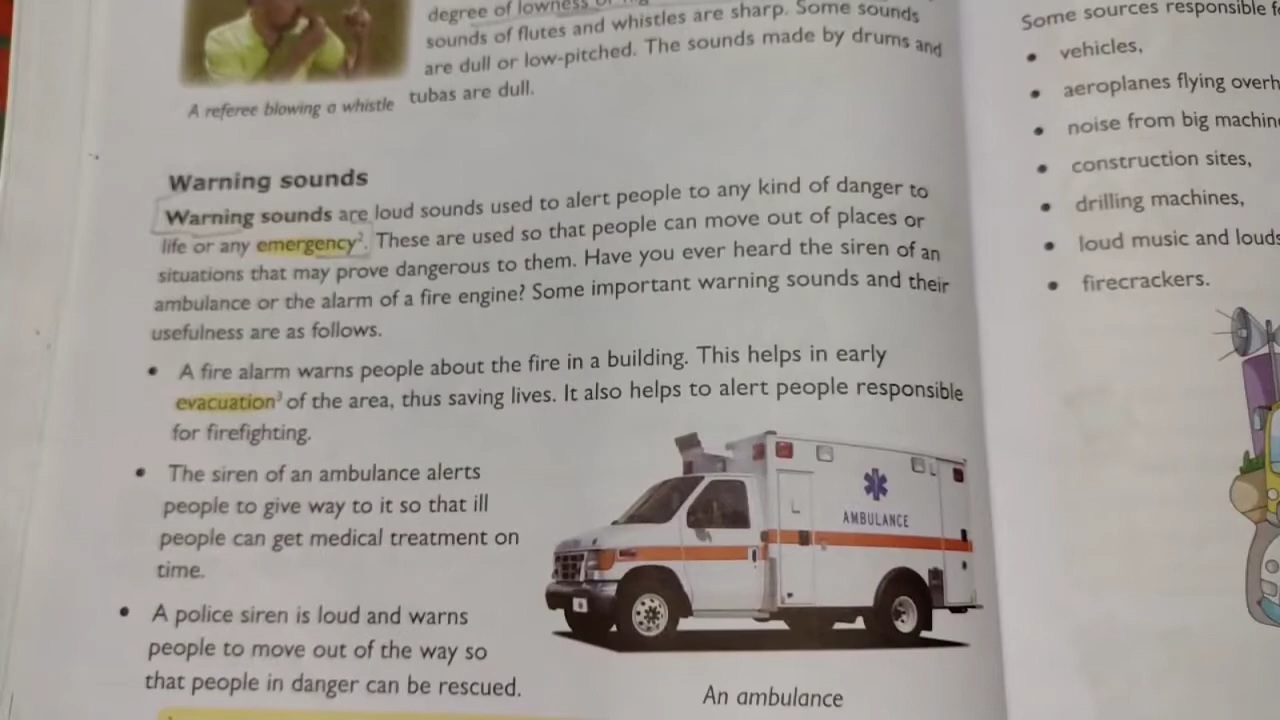 degree of lowness
sounds of flutes and whistles are sharp. Some sounds
are dull or low-pitched. The sounds made by drums and
tubas are dull.
A referee blowing a whistle
Warning sounds
Warning sounds are loud sounds used to alert people to any kind of danger to
life or any emergency². These are used so that people can move out of places or
situations that may prove dangerous to them. Have you ever heard the siren of an
ambulance or the alarm of a fire engine? Some important warning sounds and their
usefulness are as follows.
• A fire alarm warns people about the fire in a building. This helps in early
evacuation³ of the area, thus saving lives. It also helps to alert people responsible
for firefighting.
• The siren of an ambulance alerts
people to give way to it so that ill
people can get medical treatment on
time.
• A police siren is loud and warns
people to move out of the way so
that people in danger can be rescued.
AMBULANCE
An ambulance
Some sources responsible
• vehicles,
• aeroplanes flying
• noise from big
• construction sites,
• drilling machines,
• loud music and
• firecrackers.